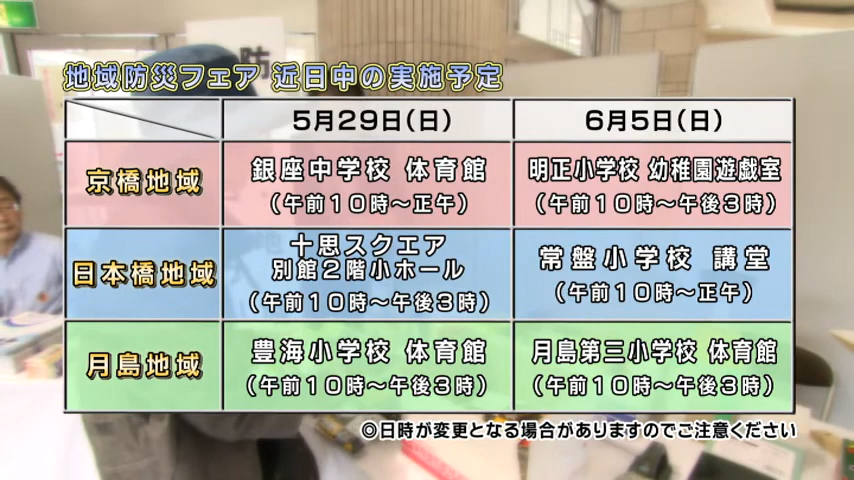 防
地域防災フェア 近日中の実施予定
5月29日(日)
6月5日(日)
京橋地域
銀座中学校 体育館
(午前10時～正午)
明正小学校 幼稚園遊戯室
(午前10時～午後3時)
日本橋地域
十思スクエア
別館2階小ホール
(午前10時～午後3時)
常盤小学校 講堂
(午前10時～正午)
月島地域
豊海小学校 体育館
(午前10時～午後3時)
月島第三小学校 体育館
(午前10時～午後3時)
◎日時が変更となる場合がありますのでご注意ください